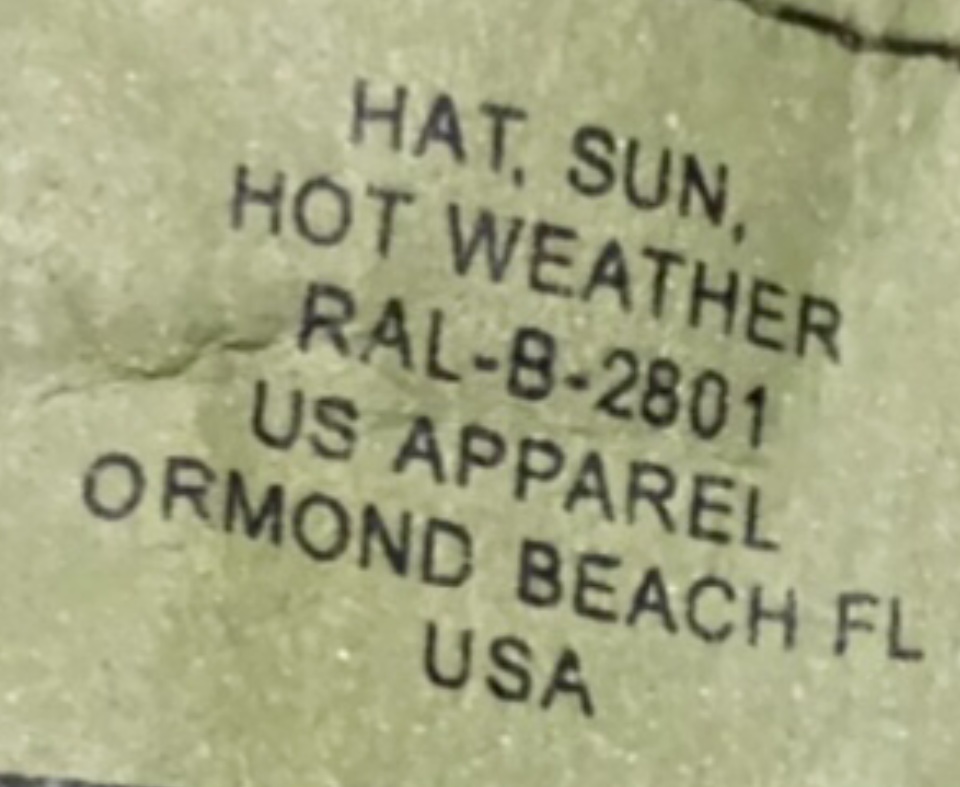 HAT, SUN,
HOT WEATHER
RAL-B-2801
US APPAREL
ORMOND BEACH FL
USA